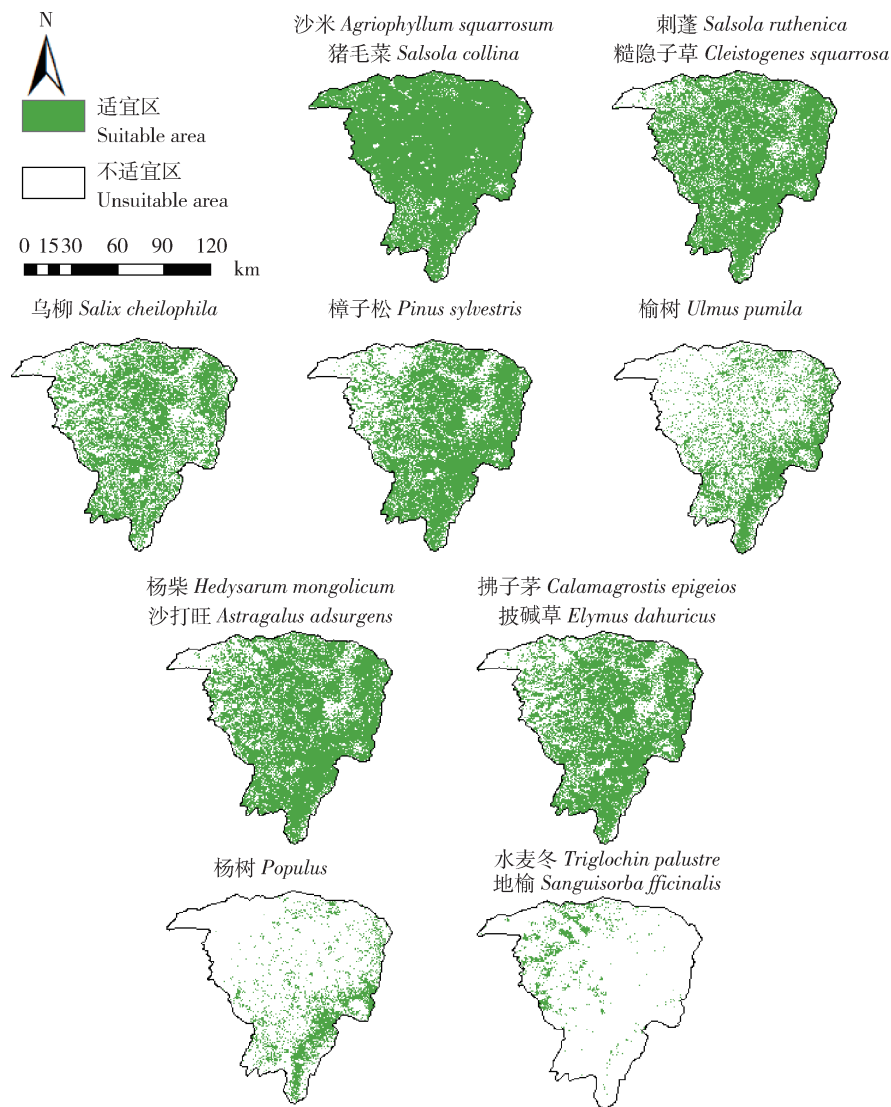 N
适宜区
Suitable area
不适宜区
Unsuitable area
0 1530 60 90 120
km
沙米 Agriophyllum squarrosum
猪毛菜 Salsola collina
刺蓬 Salsola ruthenica
糙隐子草 Cleistogenes squarrosa
乌柳 Salix cheilophila
樟子松 Pinus sylvestris
榆树 Ulmus pumila
杨柴 Hedysarum mongolicum
沙打旺 Astragalus adsurgens
拂子茅 Calamagrostis epigeios
披碱草 Elymus dahuricus
杨树 Populus
水麦冬 Triglochin palustre
地榆 Sanguisorba fficinalis